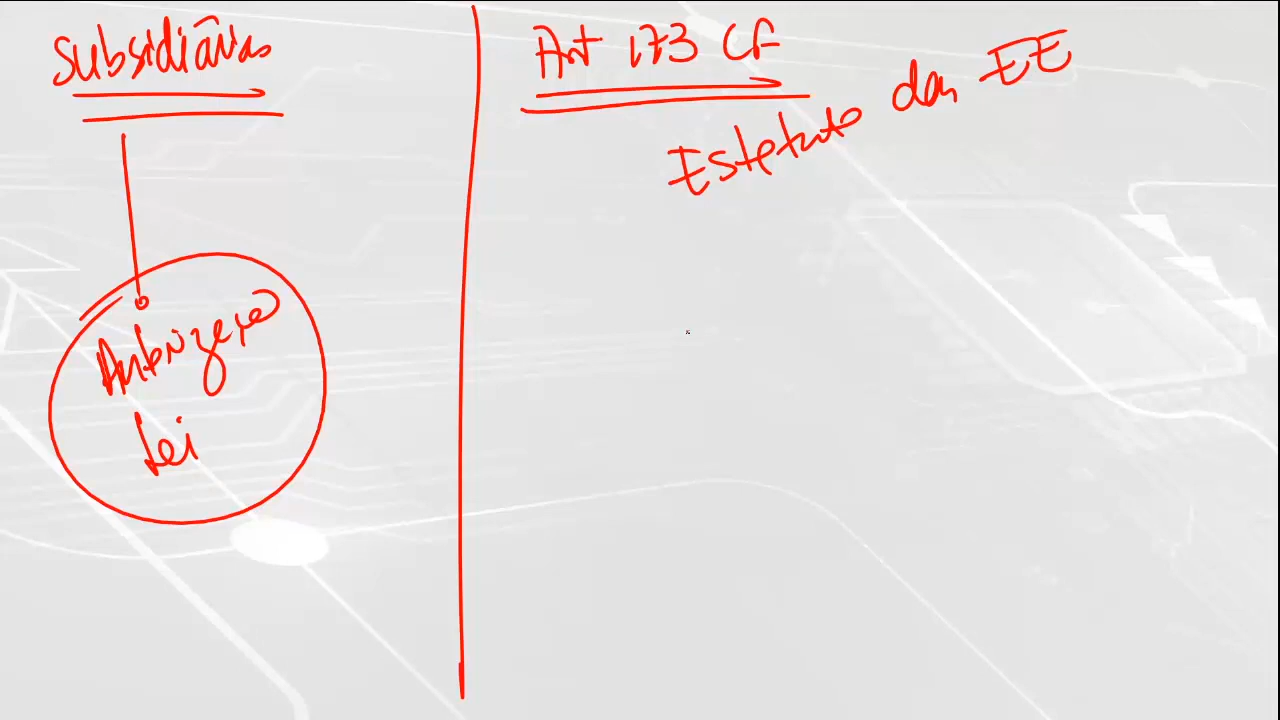 Subsidiárias
Autorização
Lei
Art 173 CF
Estatuto das EE